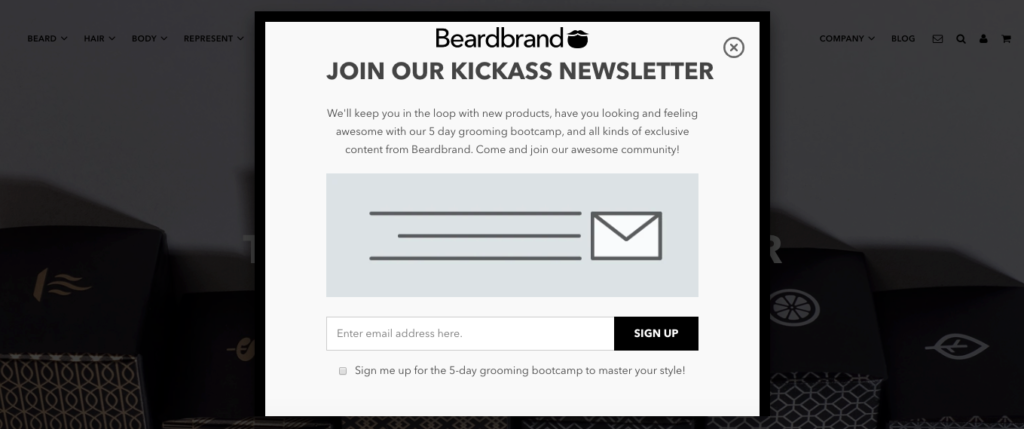 BEARD HAIR BODY REPRESENT COMPANY BLOG
Beardbrand
JOIN OUR KICKASS NEWSLETTER
We'll keep you in the loop with new products, have you looking and feeling
awesome with our 5 day grooming bootcamp, and all kinds of exclusive
content from Beardbrand. Come and join our awesome community!
Enter email address here.
SIGN UP
Sign me up for the 5-day grooming bootcamp to master your style!